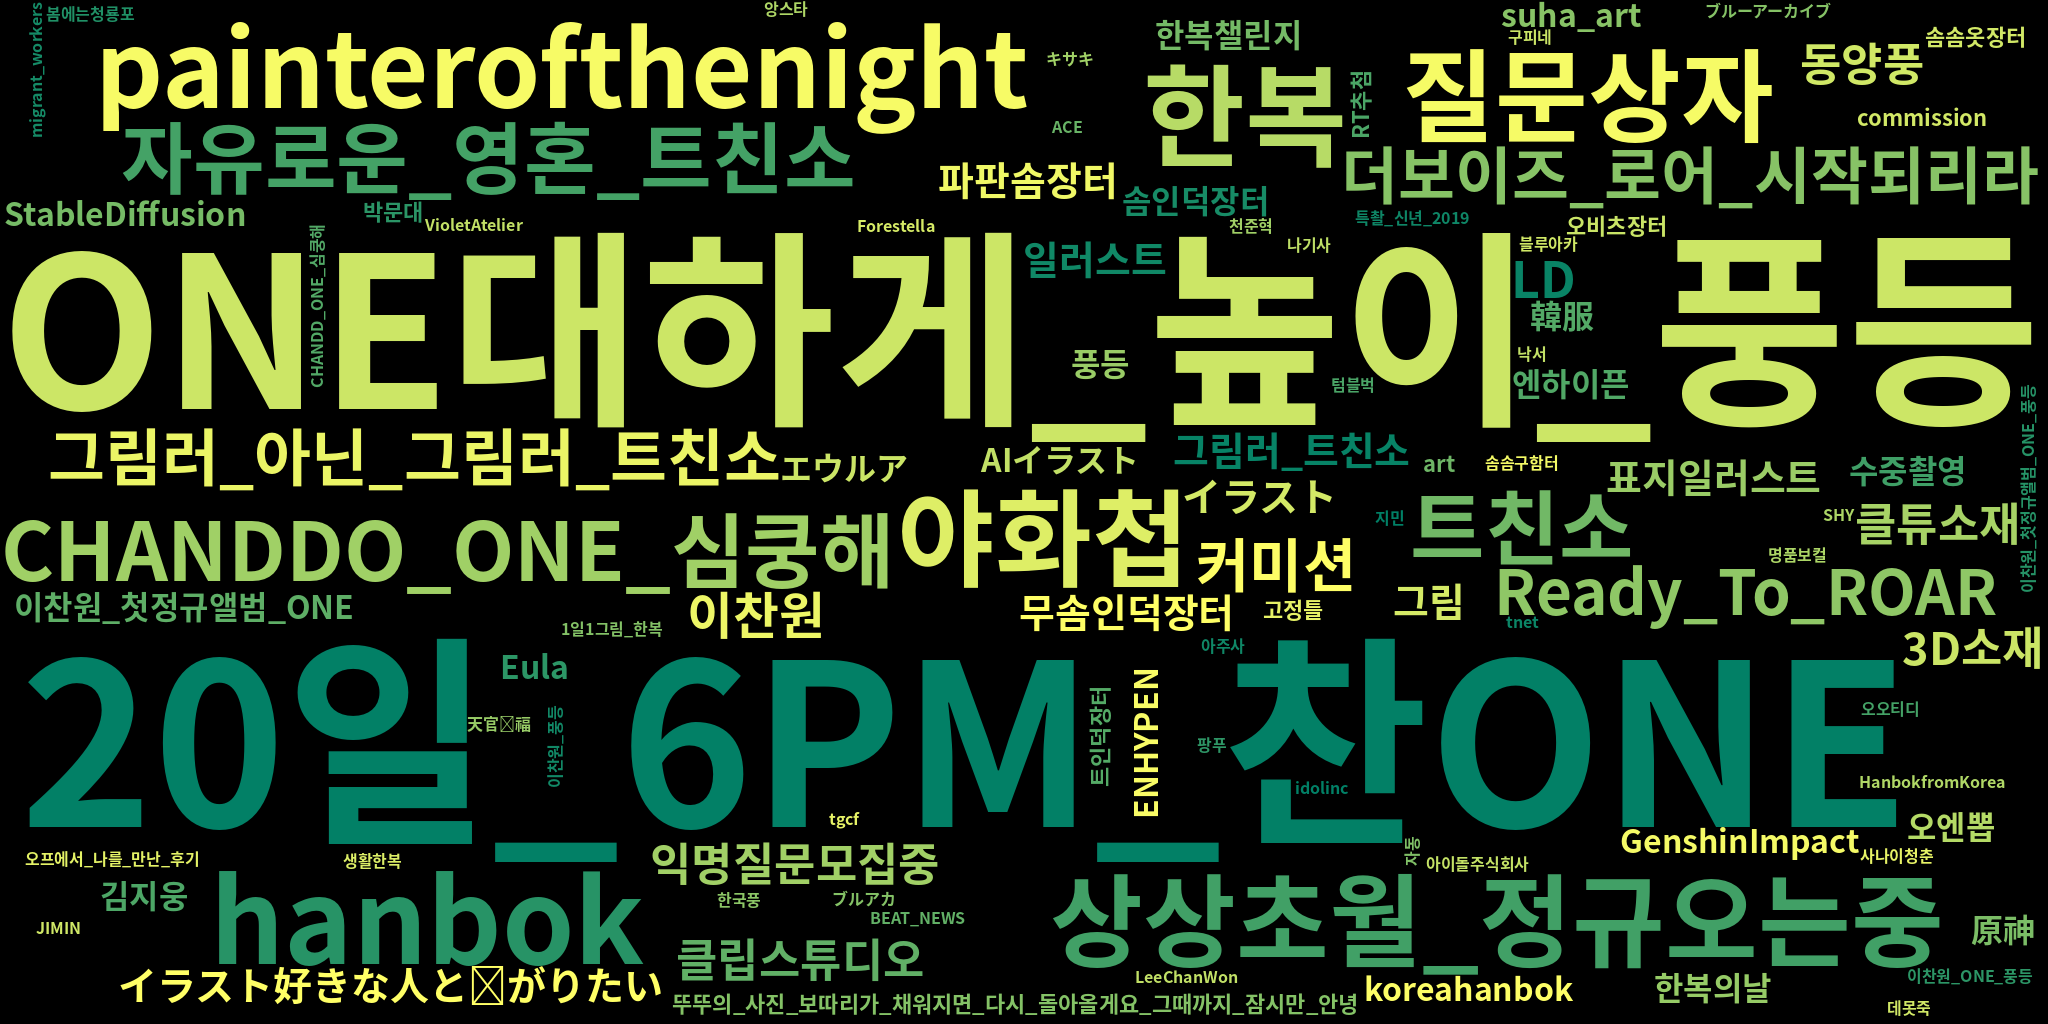 봄에는청룡포
앙스타
migrant_workers
painterofthenight
キサキ
한복챌린지
suha_art
ブルーアーカイブ
구피네
솜솜옷장터
동양풍
질문상자
한복
RT추첨
ACE
commission
자유로운_영혼_트친소
파판솜장터
솜인덕장터
더보이즈_로어_시작되리라
StableDiffusion
박문대
VioletAtelier
Forestella
천준혁
특촬_신년_2019
오비츠장터
나기사
블루아카
일러스트
LD
CHANDD_ONE_심쿵해
ONE대하게_높이_풍등
韓服
낙서
풍등
텀블벅
엔하이픈
이찬원_첫정규앨범_ONE_풍등
그림러_아닌_그림러_트친소
エウルア
AIイラスト
그림러_트친소
art
솜솜구함터
표지일러스트
수중촬영
イラスト
CHANDDO_ONE_심쿵해
야화첩
지민
트친소
SHY
클튜소재
커미션
명품보컬
Ready_To_ROAR
이찬원_첫정규앨범_ONE
이찬원
무솜인덕장터
고정틀
그림
tnet
1일1그림_한복
아주사
3D소재
Eula
20일_6PM_찬ONE
天官福
이찬원_풍등
트인덕장터
ENHYPEN
팡푸
오오티디
idolinc
HanbokfromKorea
tgcf
GenshinImpact
오엔뽑
오프에서_나를_만난_후기
생활한복
익명질문모집중
자동
아이돌주식회사
사나이청춘
김지웅
hanbok
한국풍
ブルアカ
BEAT_NEWS
상상초월_정규오는중
JIMIN
原神
클립스튜디오
イラスト好きな人とがりたい
LeeChanWon
koreahanbok
한복의날
이찬원_ONE_풍등
뚜뚜의_사진_보따리가_채워지면_다시_돌아올게요_그때까지_잠시만_안녕
데못죽